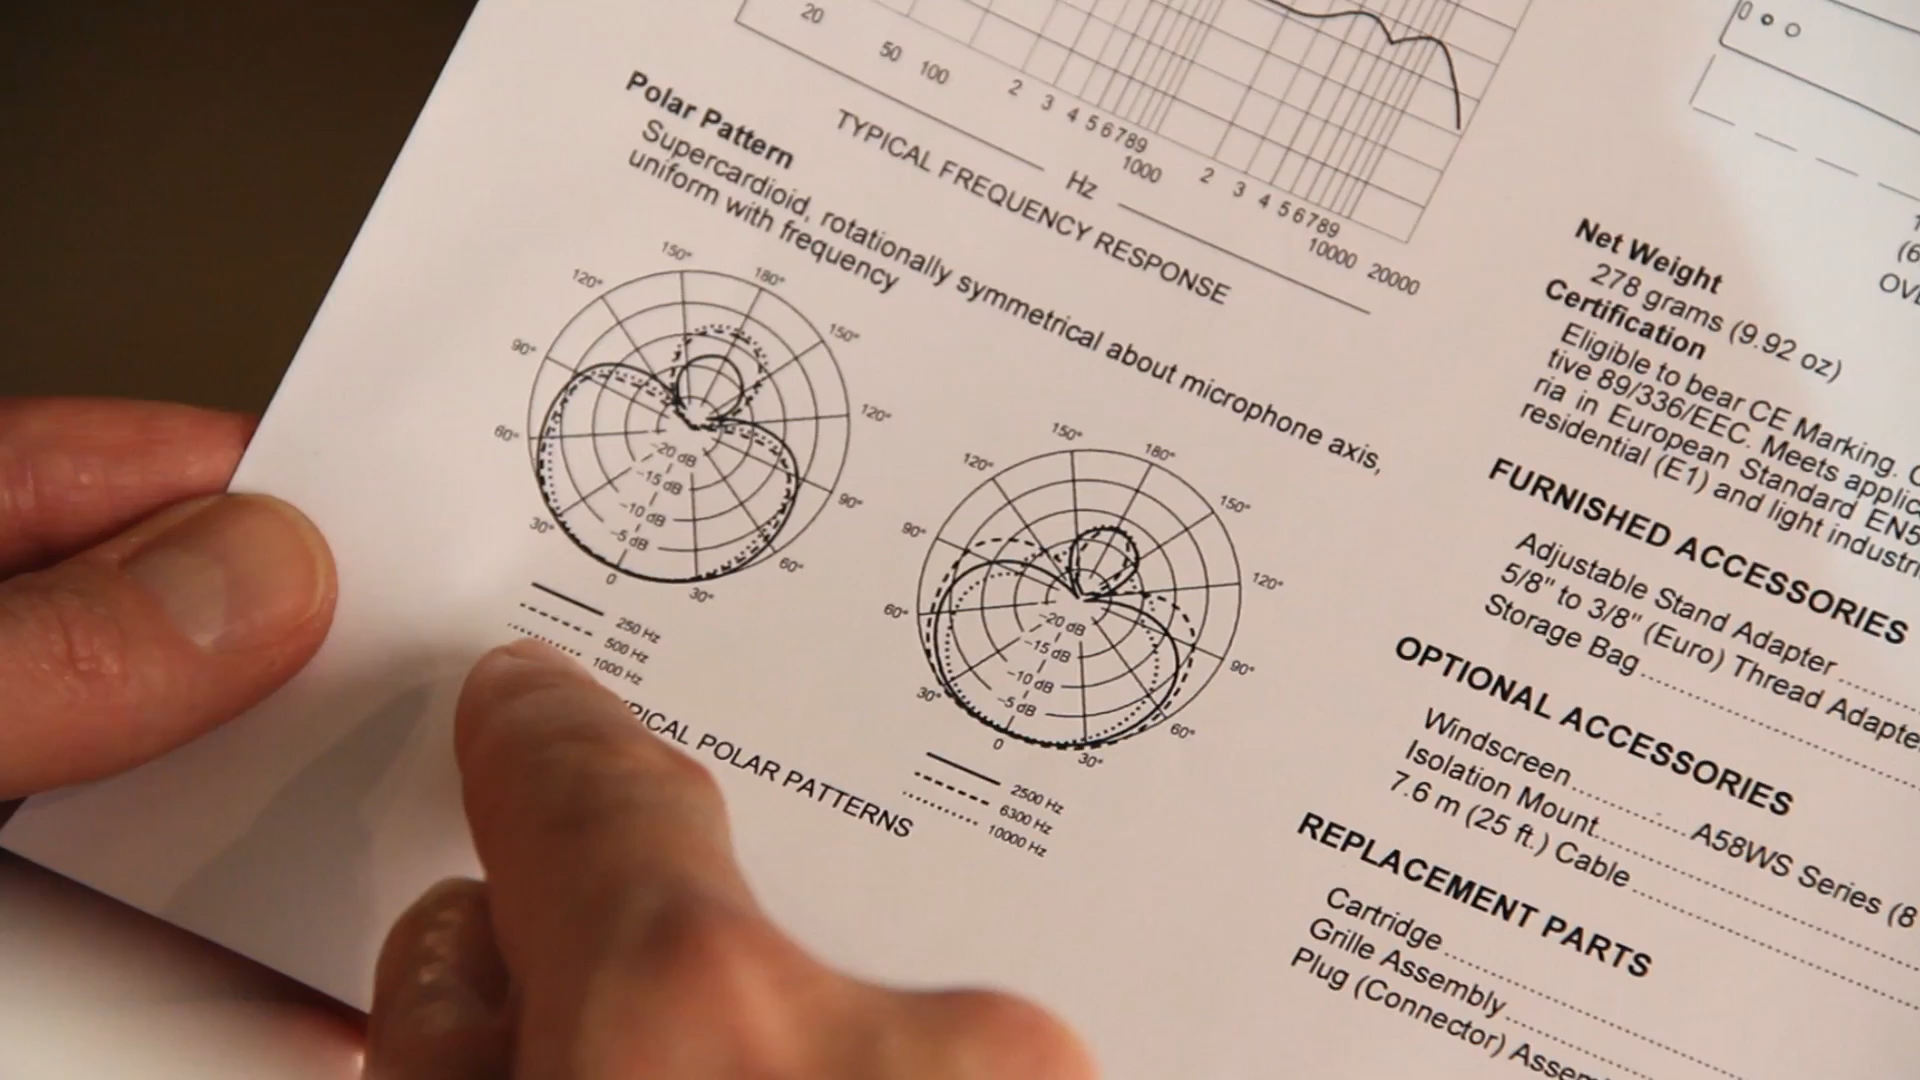 20
50 100
2 3 4 5 6 7 8 9
1000
2 3 4 5 6 7 8 9
10000 20000
Hz
TYPICAL FREQUENCY RESPONSE
Polar Pattern
Supercardioid, rotationally symmetrical about microphone axis,
uniform with frequency
150° 180° 150°
120° 120°
90° 90°
60° 60°
30° 0 30°
–20 dB
–15 dB
–10 dB
–5 dB
250 Hz
500 Hz
1000 Hz
150° 180° 150°
120° 120°
90° 90°
60° 60°
30° 0 30°
–20 dB
–15 dB
–10 dB
–5 dB
2500 Hz
6300 Hz
10000 Hz
PICAL POLAR PATTERNS
Net Weight
278 grams (9.92 oz)
Certification
Eligible to bear CE Marking. C
tive 89/336/EEC. Meets applic
ria in European Standard EN5
residential (E1) and light industri
FURNISHED ACCESSORIES
Adjustable Stand Adapter
5/8" to 3/8" (Euro) Thread Adapte
Storage Bag
OPTIONAL ACCESSORIES
Windscreen A58WS Series (8
Isolation Mount
7.6 m (25 ft.) Cable
REPLACEMENT PARTS
Cartridge
Grille Assembly
Plug (Connector) Assem
(6
OVE